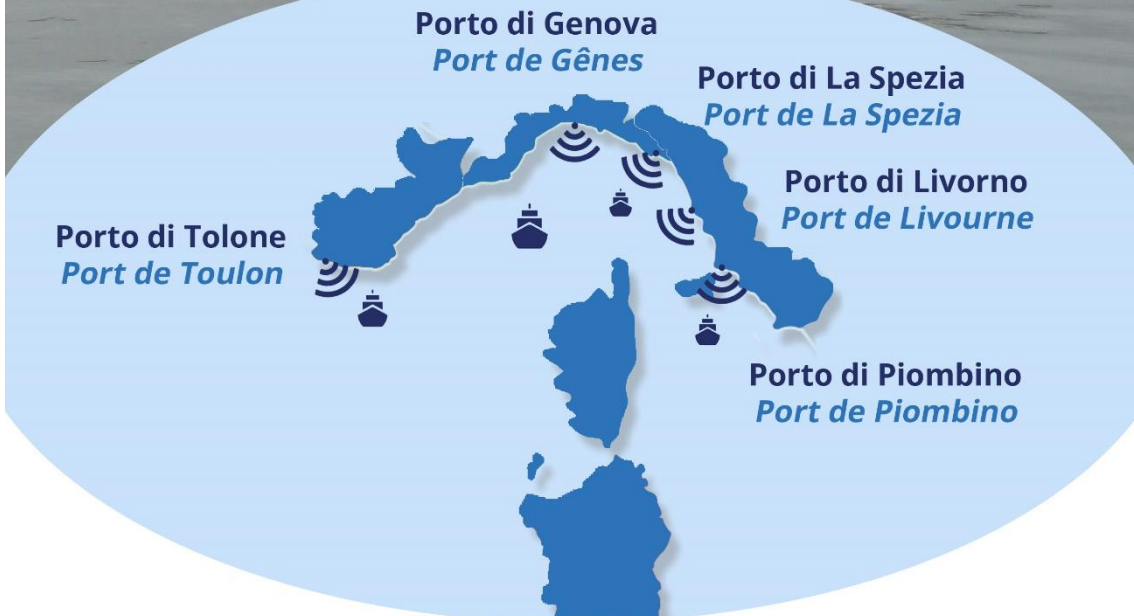 Porto di Genova
Port de Gênes
Porto di La Spezia
Port de La Spezia
Porto di Livorno
Port de Livourne
Porto di Tolone
Port de Toulon
Porto di Piombino
Port de Piombino